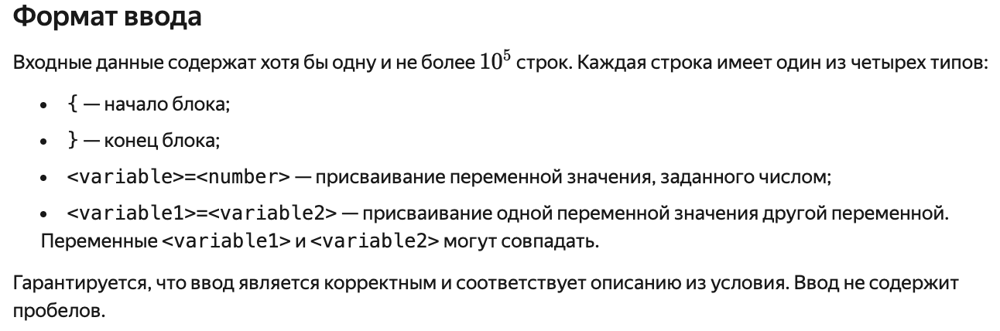 Формат ввода
Входные данные содержат хотя бы одну и не более 10⁵ строк. Каждая строка имеет один из четырех типов:
• { — начало блока;
• } — конец блока;
• <variable>=<number> — присваивание переменной значения, заданного числом;
• <variable1>=<variable2> — присваивание одной переменной значения другой переменной.
Переменные <variable1> и <variable2> могут совпадать.
Гарантируется, что ввод является корректным и соответствует описанию из условия. Ввод не содержит
пробелов.